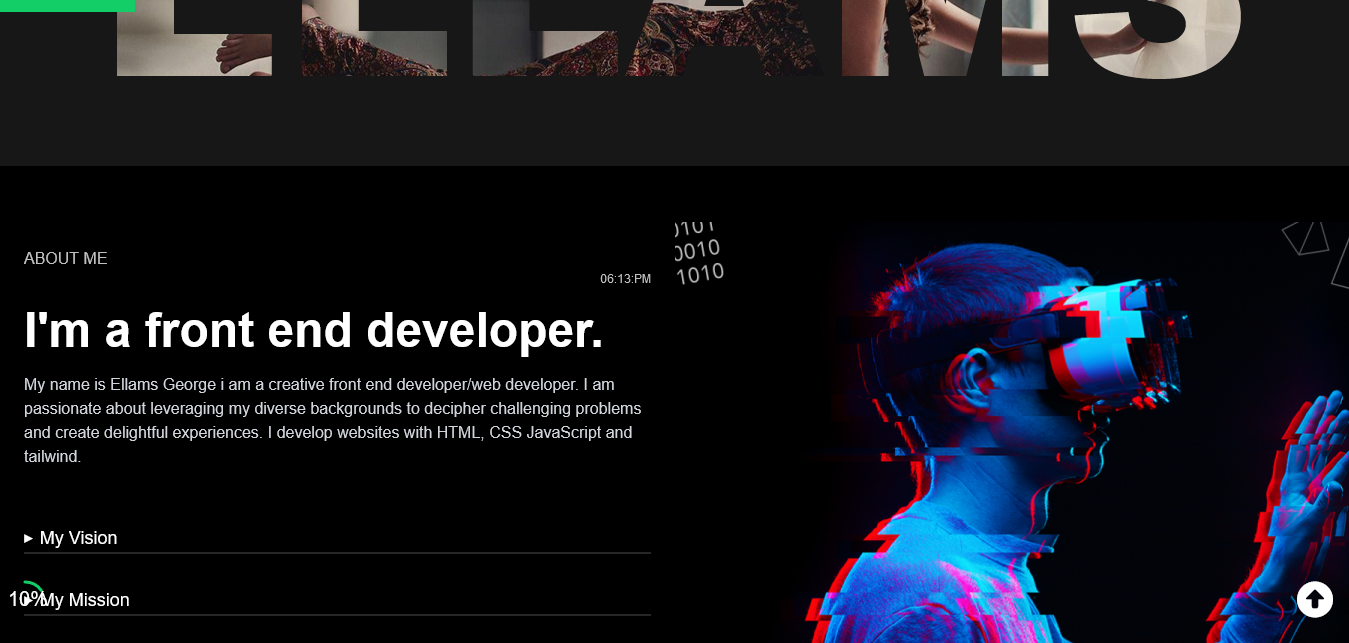 ELLAMS
0101
0010
1010
ABOUT ME
06:13:PM
I'm a front end developer.
My name is Ellams George i am a creative front end developer/web developer. I am
passionate about leveraging my diverse backgrounds to decipher challenging problems
and create delightful experiences. I develop websites with HTML, CSS JavaScript and
tailwind.
My Vision
10%
My Mission